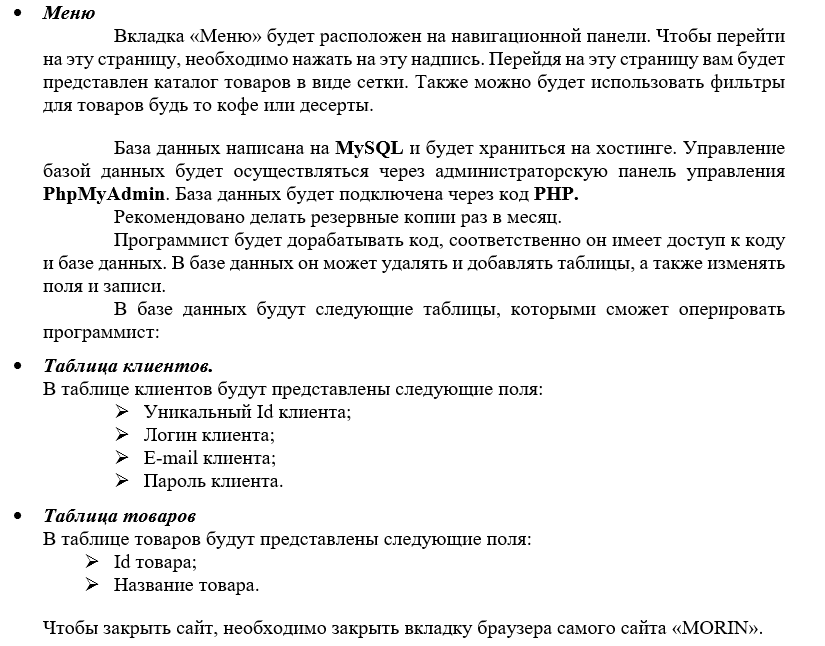 • Меню
Вкладка «Меню» будет расположен на навигационной панели. Чтобы перейти
на эту страницу, необходимо нажать на эту надпись. Перейдя на эту страницу вам будет
представлен каталог товаров в виде сетки. Также можно будет использовать фильтры
для товаров будь то кофе или десерты.
База данных написана на MySQL и будет храниться на хостинге. Управление
базой данных будет осуществляться через администраторскую панель управления
PhpMyAdmin. База данных будет подключена через код PHP.
Рекомендовано делать резервные копии раз в месяц.
Программист будет дорабатывать код, соответственно он имеет доступ к коду
и базе данных. В базе данных он может удалять и добавлять таблицы, а также изменять
поля и записи.
В базе данных будут следующие таблицы, которыми сможет оперировать
программист:
• Таблица клиентов.
В таблице клиентов будут представлены следующие поля:
➢ Уникальный Id клиента;
➢ Логин клиента;
➢ E-mail клиента;
➢ Пароль клиента.
• Таблица товаров
В таблице товаров будут представлены следующие поля:
➢ Id товара;
➢ Название товара.
Чтобы закрыть сайт, необходимо закрыть вкладку браузера самого сайта «MORIN».